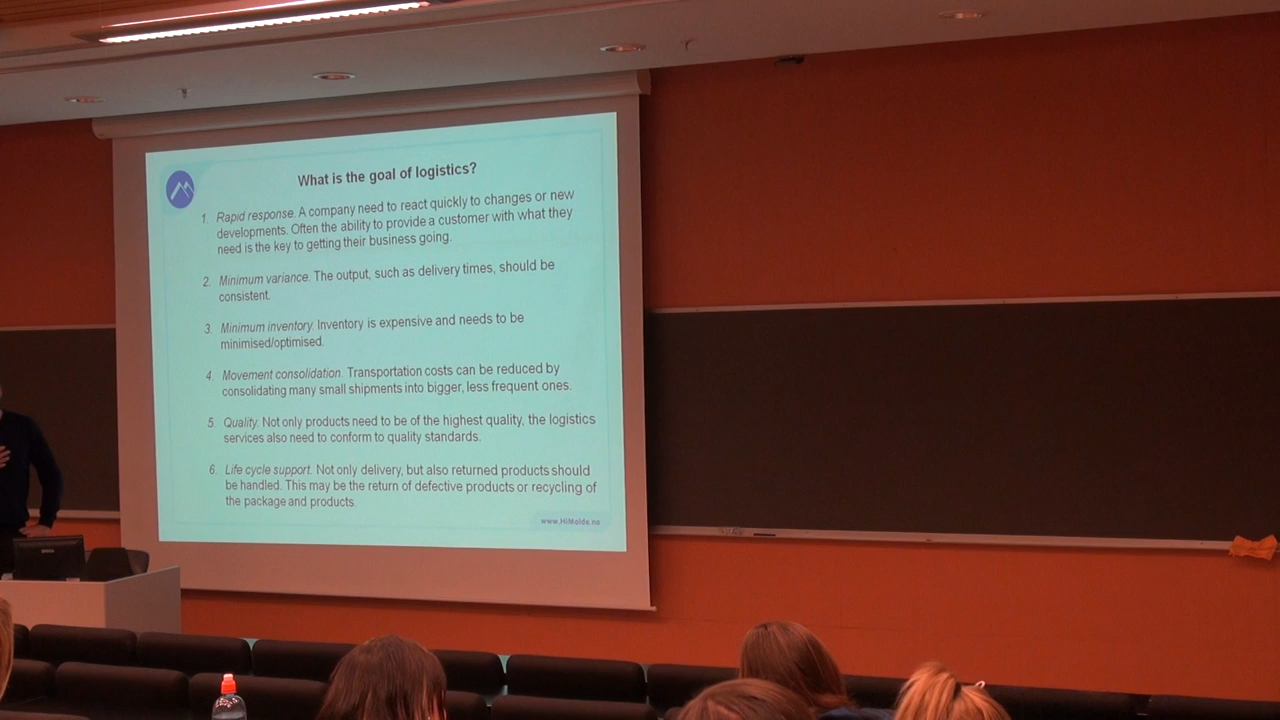 What is the goal of logistics?
1. Rapid response. A company need to react quickly to changes or new
developments. Often the ability to provide a customer with what they
need is the key to getting their business going.
2. Minimum variance. The output, such as delivery times, should be
consistent.
3. Minimum inventory. Inventory is expensive and needs to be
minimised/optimised.
4. Movement consolidation. Transportation costs can be reduced by
consolidating many small shipments into bigger, less frequent ones.
5. Quality. Not only products need to be of the highest quality, the logistics
services also need to conform to quality standards.
6. Life cycle support. Not only delivery, but also returned products should
be handled. This may be the return of defective products or recycling of
the package and products.
www.HiMolde.no